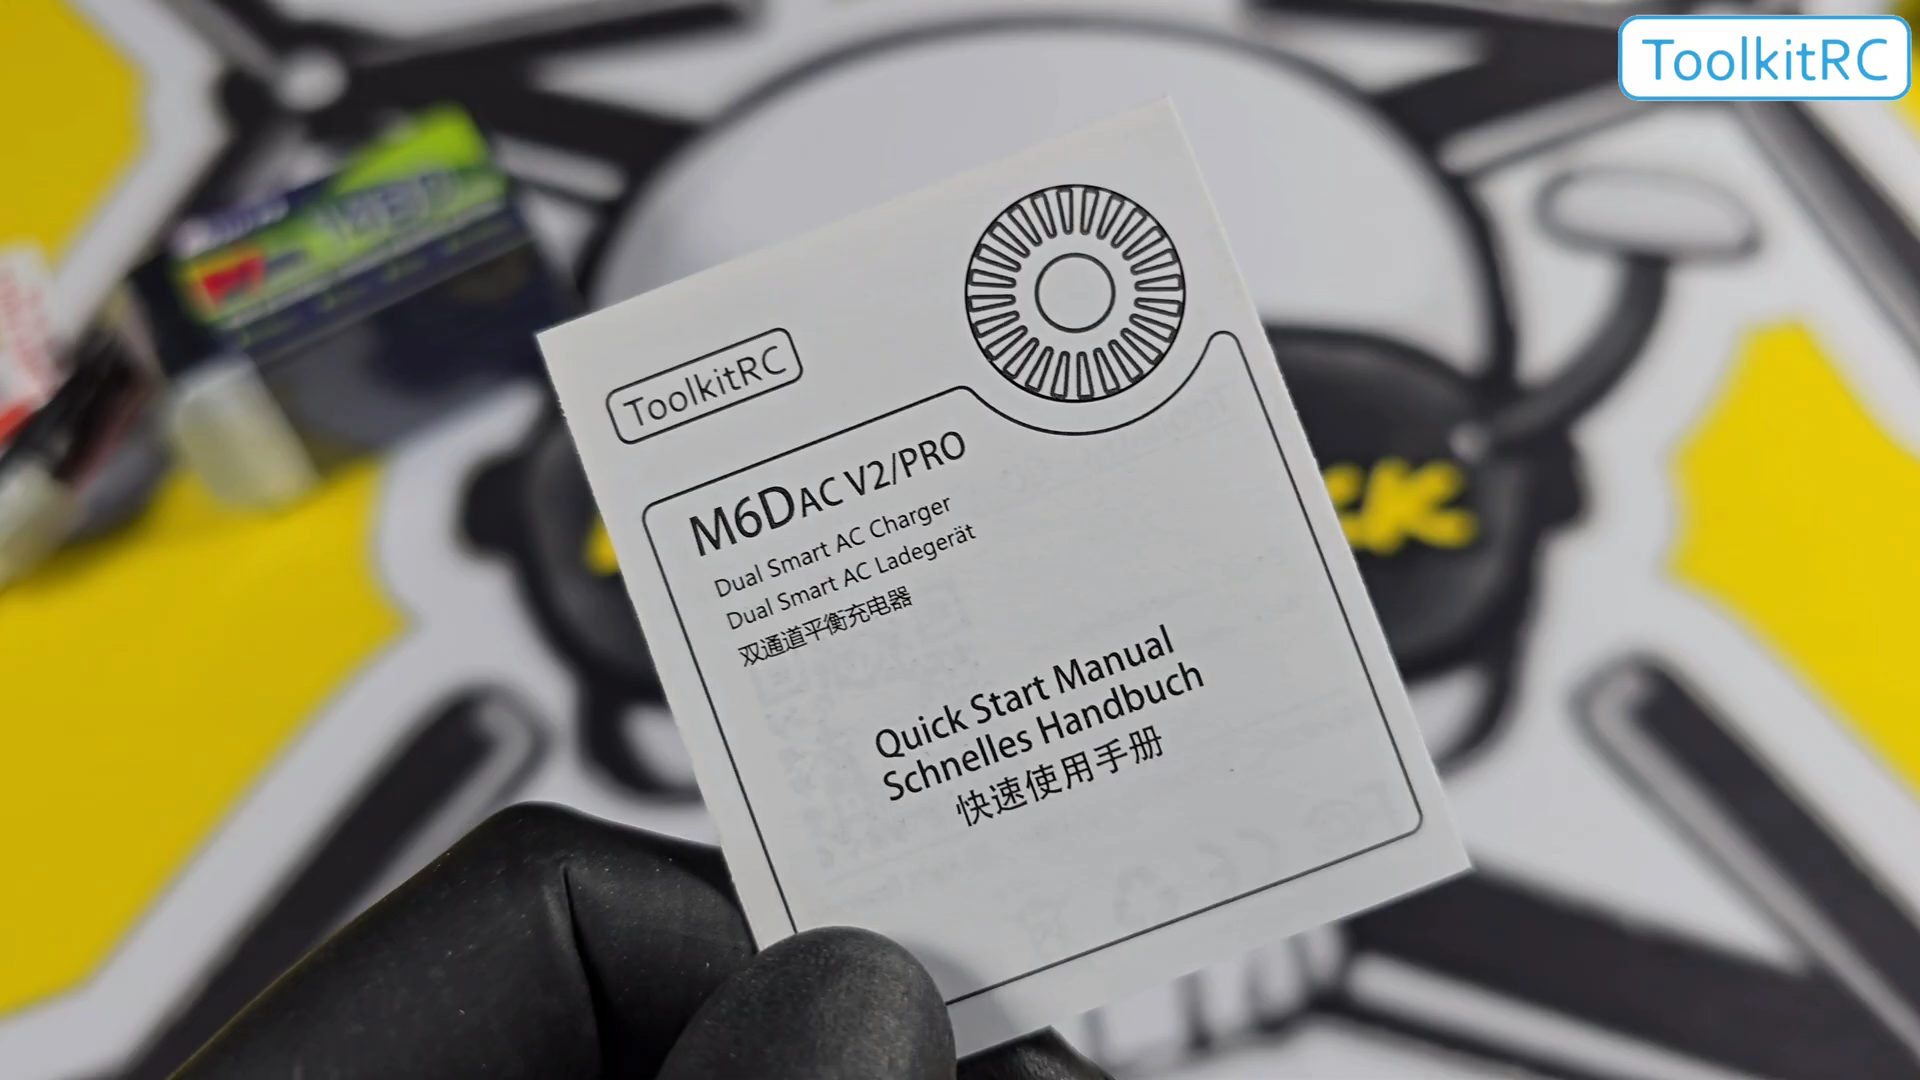 ToolkitRC
ToolkitRC
M6DAC V2/PRO
Dual Smart AC Charger
Dual Smart AC Ladegerät
双通道平衡充电器
Quick Start Manual
Schnelles Handbuch
快速使用手册